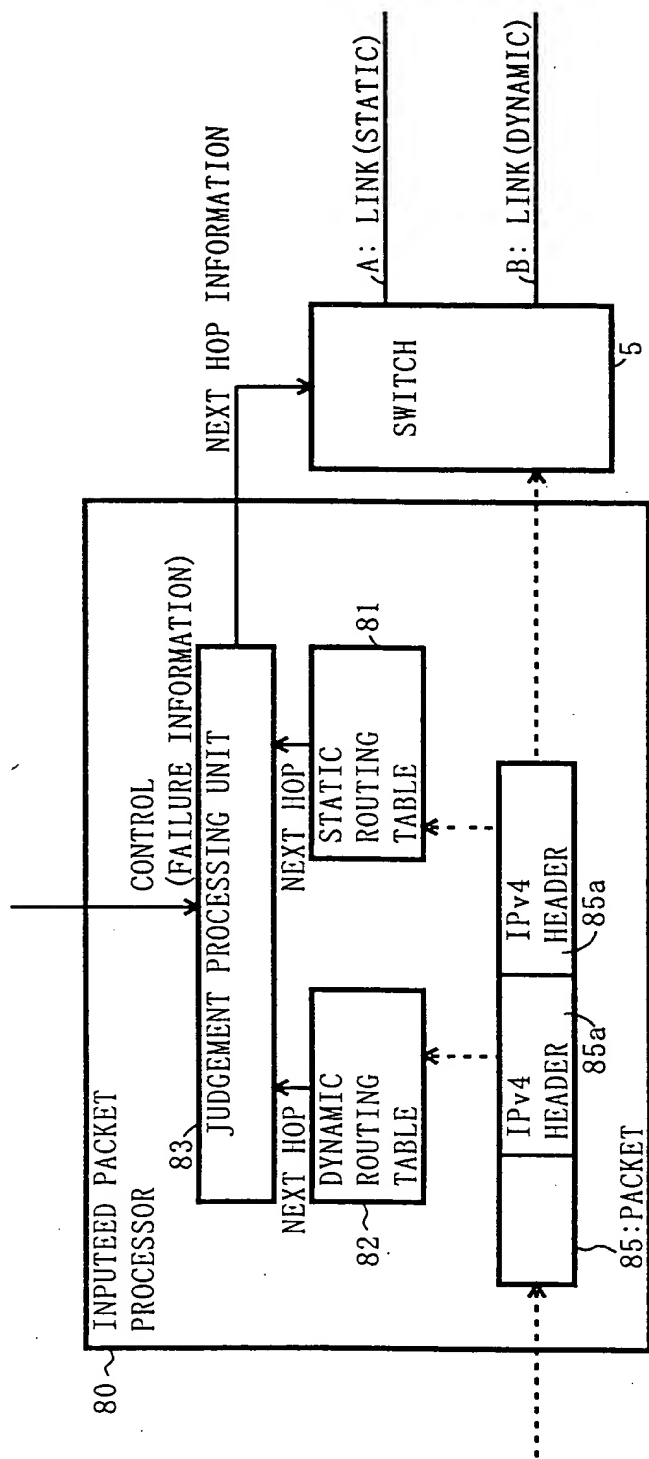 80
INPUTEED PACKET
PROCESSOR
CONTROL
(FAILURE INFORMATION)
83
JUDGEMENT PROCESSING UNIT
NEXT HOP
NEXT HOP
DYNAMIC
ROUTING
TABLE
82
STATIC
ROUTING
TABLE
81
IPv4
HEADER
85a
IPv4
HEADER
85a
85:PACKET
NEXT HOP INFORMATION
SWITCH
5
A: LINK(STATIC)
B: LINK(DYNAMIC)